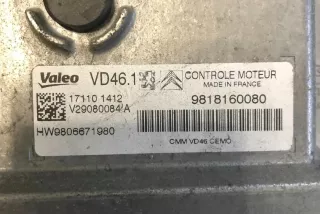 Valeo VD46.1 CONTROLE MOTEUR
MADE IN FRANCE
17110 1412 9818160080
V29080084/A
HW9806671980
CMM VD46 CEMO